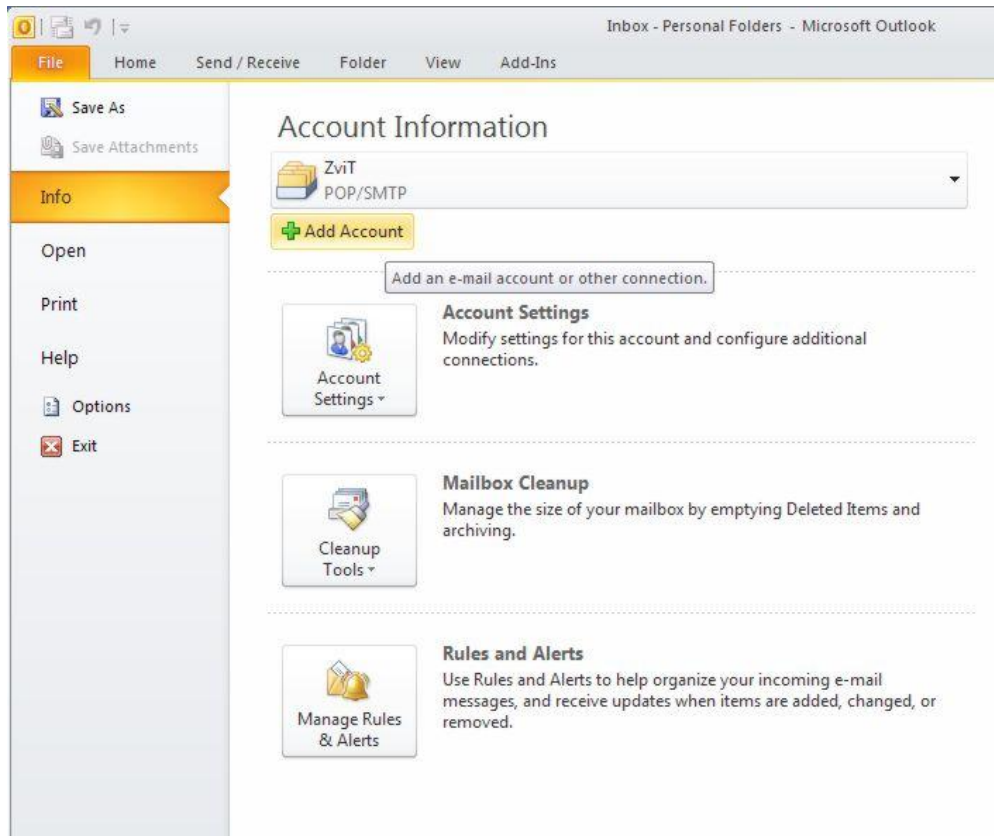 Inbox - Personal Folders - Microsoft Outlook
File Home Send / Receive Folder View Add-Ins
Save As
Save Attachments
Info
Open
Print
Help
Options
Exit
Account Information
ZviT
POP/SMTP
Add Account
Add an e-mail account or other connection.
Account Settings
Account Settings
Modify settings for this account and configure additional
connections.
Cleanup Tools
Mailbox Cleanup
Manage the size of your mailbox by emptying Deleted Items and
archiving.
Manage Rules
& Alerts
Rules and Alerts
Use Rules and Alerts to help organize your incoming e-mail
messages, and receive updates when items are added, changed, or
removed.